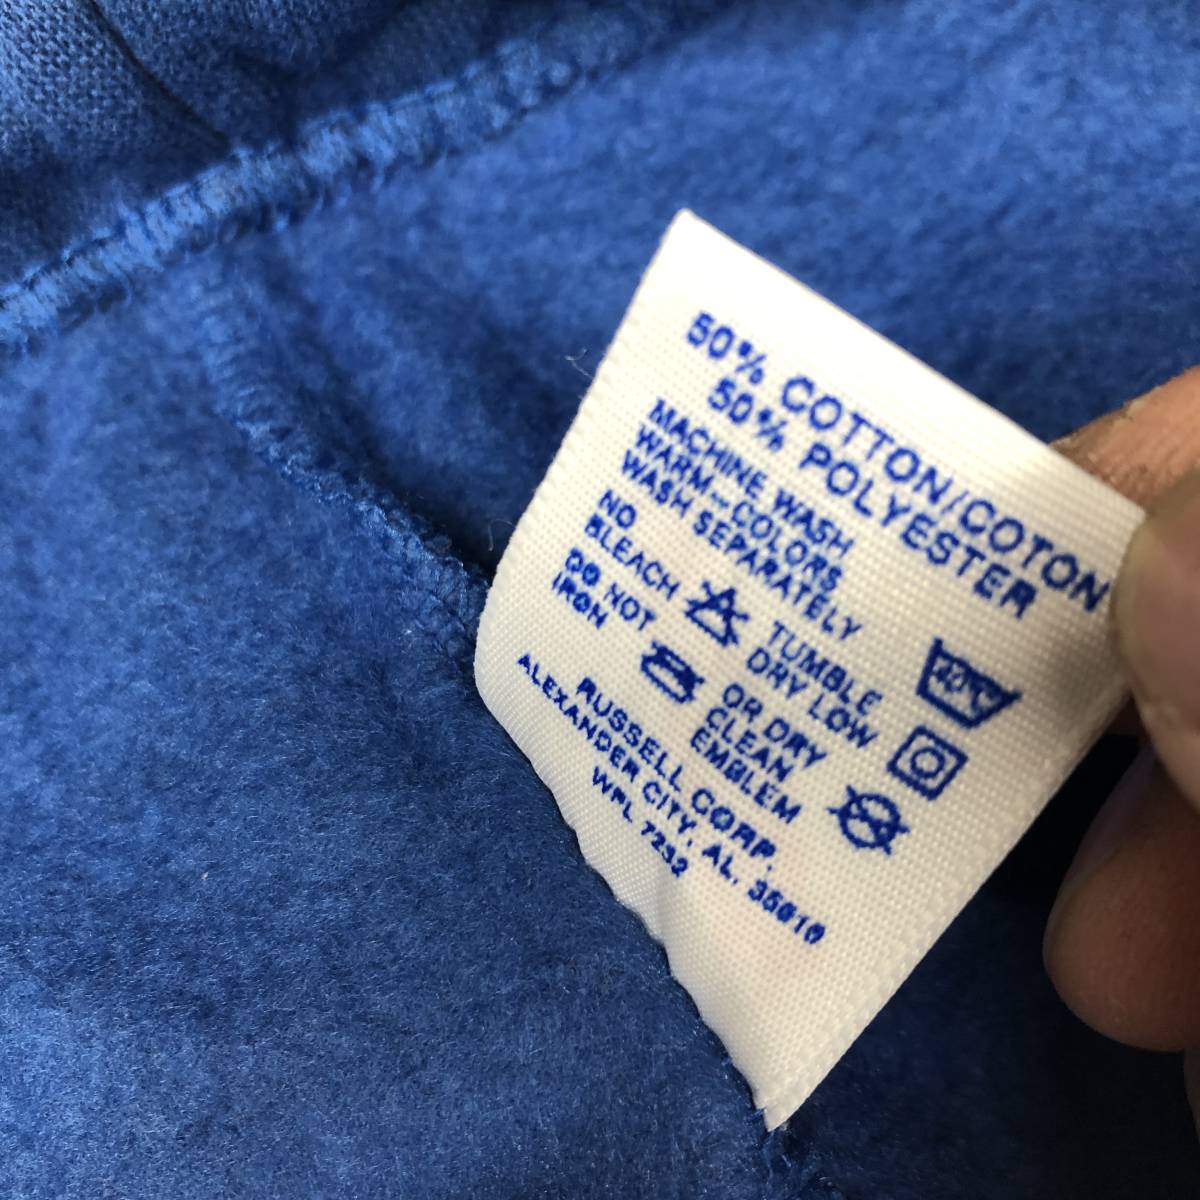 50% COTTON/COTON
50% POLYESTER
MACHINE WASH
WARM-COLORS
WASH SEPARATELY
NO
BLEACH
TUMBLE
DRY LOW
DO NOT
IRON
OR DRY
CLEAN
EMBLEM
40°C
RUSSELL CORP.
ALEXANDER CITY, AL. 35010
WPL 7232